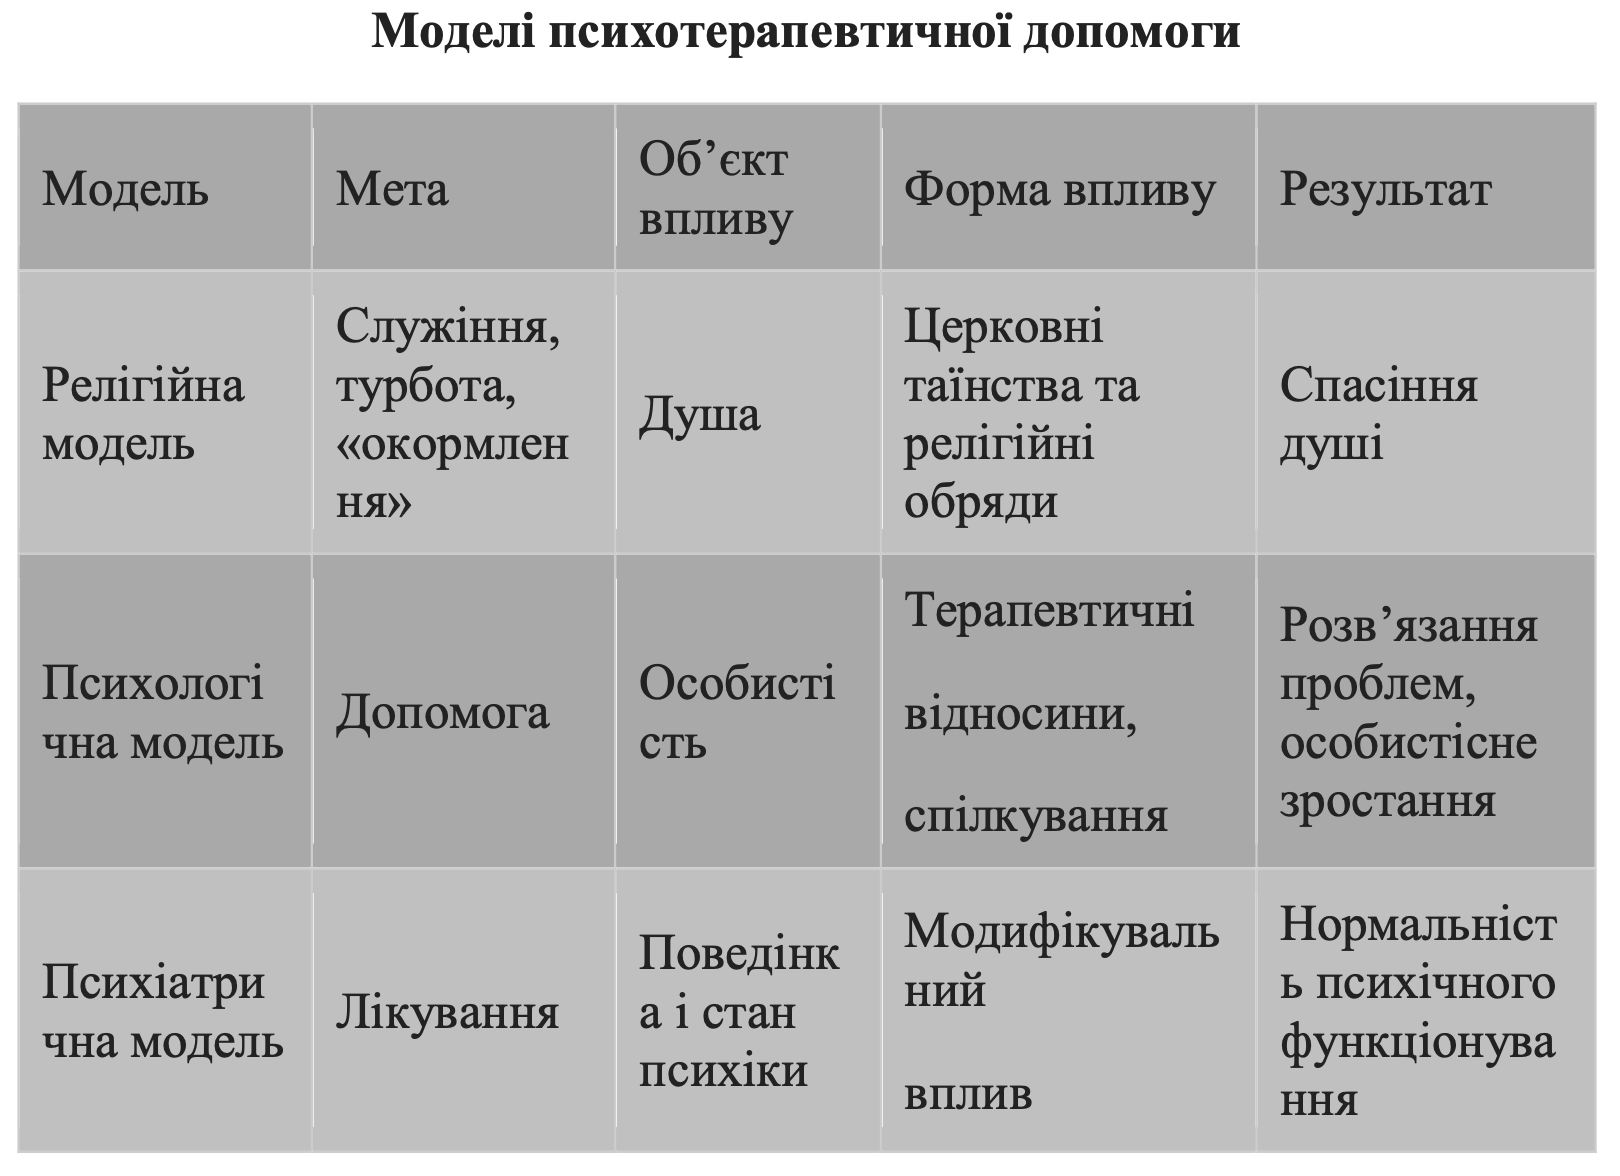 Моделі психотерапевтичної допомоги
Модель
Мета
Об’єкт
впливу
Форма впливу
Результат
Релігійна
модель
Служіння,
турбота,
«окормлен
ня»
Душа
Церковні
таїнства та
релігійні
обряди
Спасіння
душі
Психологі
чна модель
Допомога
Особисті
сть
Терапевтичні
відносини,
спілкування
Розв’язання
проблем,
особистісне
зростання
Психіатри
чна модель
Лікування
Поведінк
а і стан
психіки
Модифікуваль
ний
вплив
Нормальніст
ь психічного
функціонува
ння